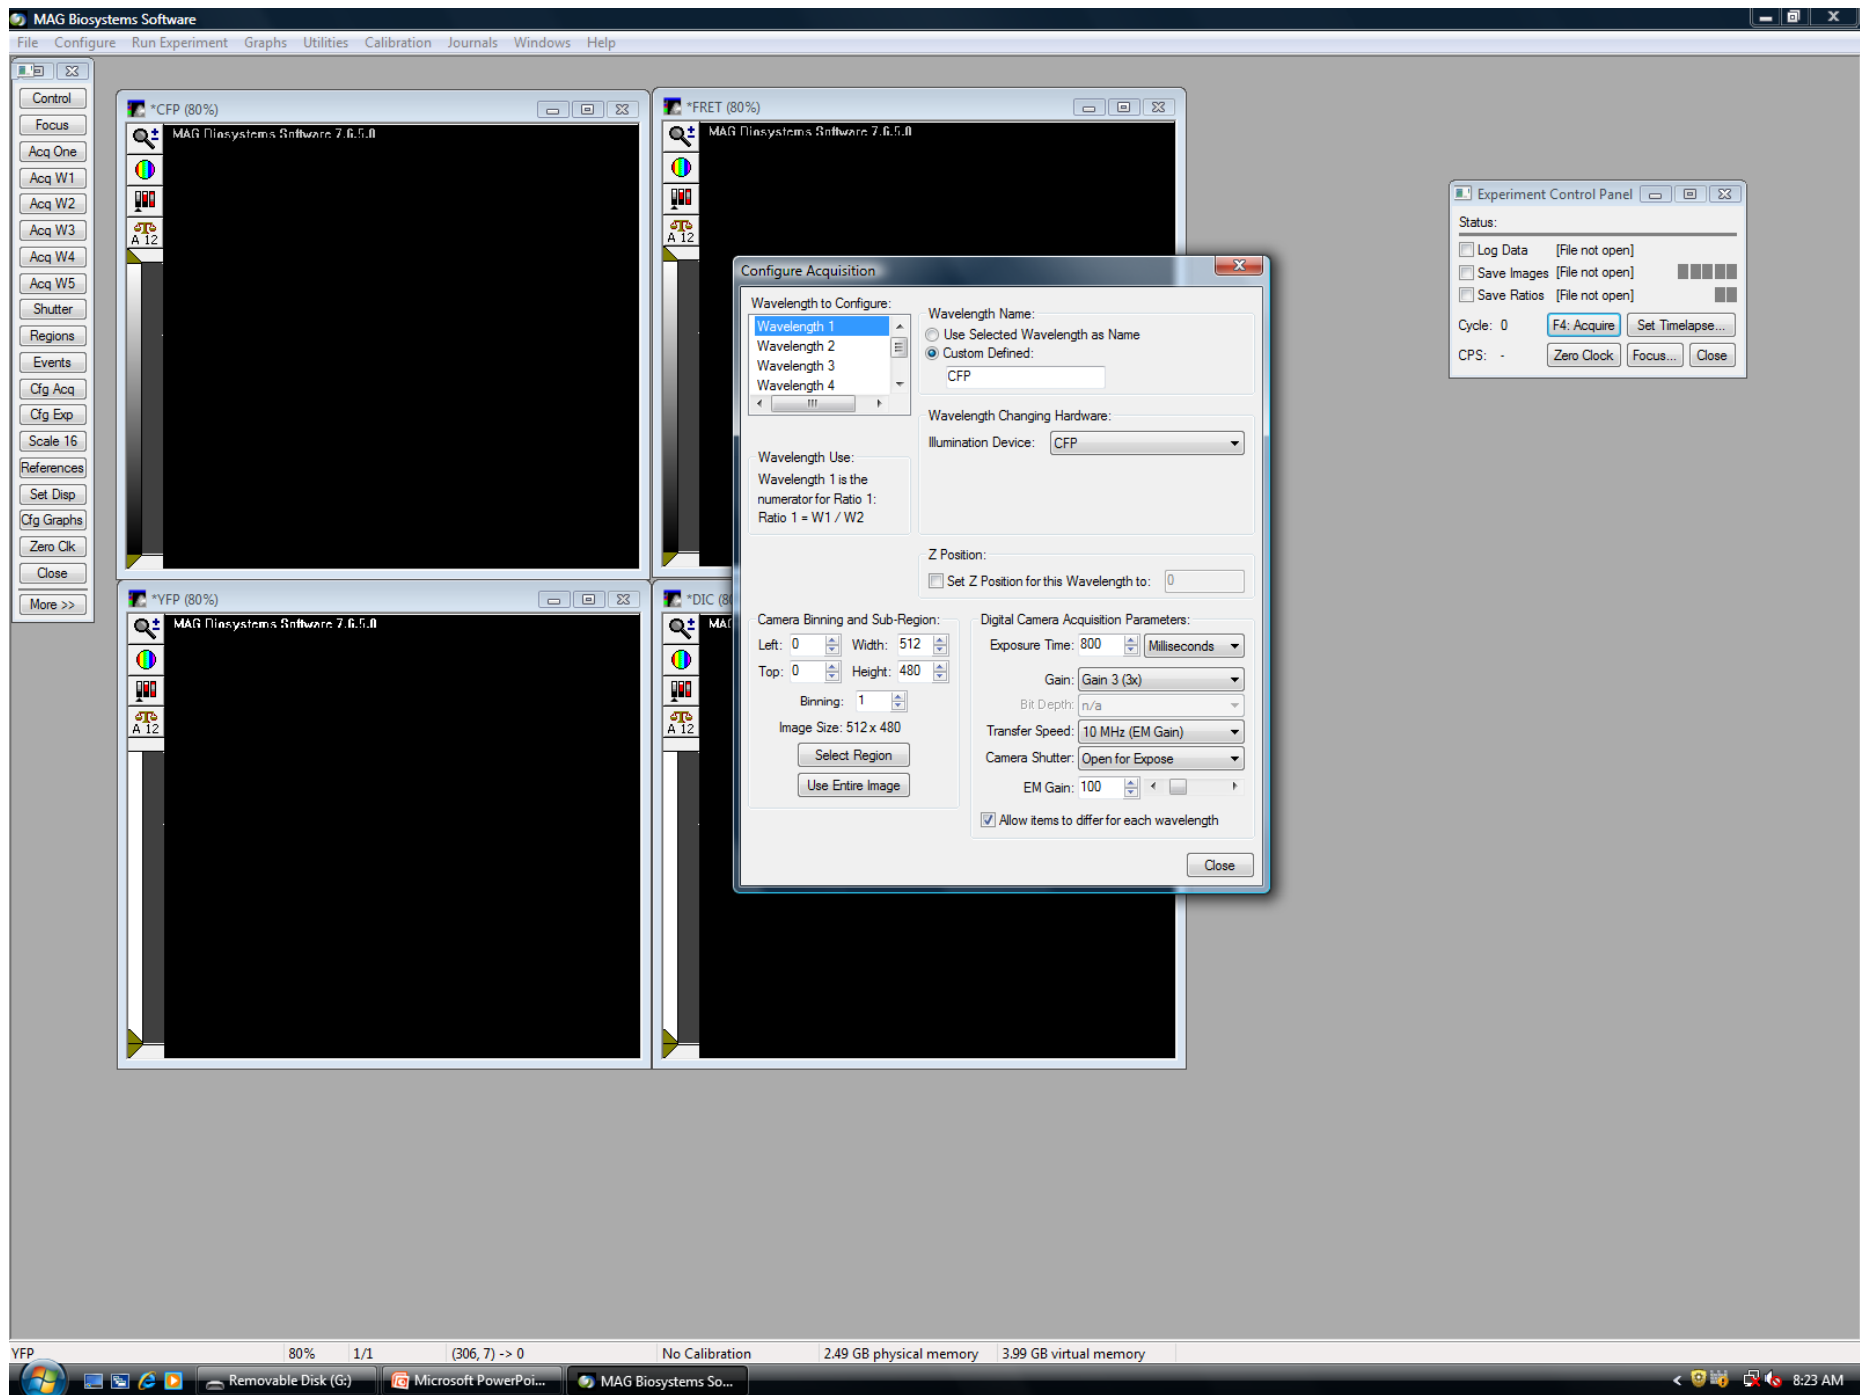 MAG Biosystems Software
File Configure Run Experiment Graphs Utilities Calibration Journals Windows Help
Control
Focus
Acq One
Acq W1
Acq W2
Acq W3
Acq W4
Acq W5
Shutter
Regions
Events
Cfg Acq
Cfg Exp
Scale 16
References
Set Disp
Cfg Graphs
Zero Clk
Close
More >>
*CFP (80%)
MAG Biosystems Software 7.6.5.0
A 12
*FRET (80%)
MAG Biosystems Software 7.6.5.0
A 12
*YFP (80%)
MAG Biosystems Software 7.6.5.0
A 12
*DIC (8
MAG
A 12
Configure Acquisition
Wavelength to Configure:
Wavelength 1
Wavelength 2
Wavelength 3
Wavelength 4
Wavelength Name:
Use Selected Wavelength as Name
Custom Defined:
CFP
Wavelength Changing Hardware:
Illumination Device: CFP
Wavelength Use:
Wavelength 1 is the
numerator for Ratio 1:
Ratio 1 = W1 / W2
Z Position:
Set Z Position for this Wavelength to: 0
Camera Binning and Sub-Region:
Left: 0 Width: 512
Top: 0 Height: 480
Binning: 1
Image Size: 512 x 480
Select Region
Use Entire Image
Digital Camera Acquisition Parameters:
Exposure Time: 800 Milliseconds
Gain: Gain 3 (3x)
Bit Depth: n/a
Transfer Speed: 10 MHz (EM Gain)
Camera Shutter: Open for Expose
EM Gain: 100
Allow items to differ for each wavelength
Close
Experiment Control Panel
Status:
Log Data [File not open]
Save Images [File not open]
Save Ratios [File not open]
Cycle: 0 F4: Acquire Set Timelapse...
CPS: - Zero Clock Focus... Close
YFP 80% 1/1 (306, 7) -> 0 No Calibration 2.49 GB physical memory 3.99 GB virtual memory
Removable Disk (G:) Microsoft PowerPoi... MAG Biosystems So... 8:23 AM